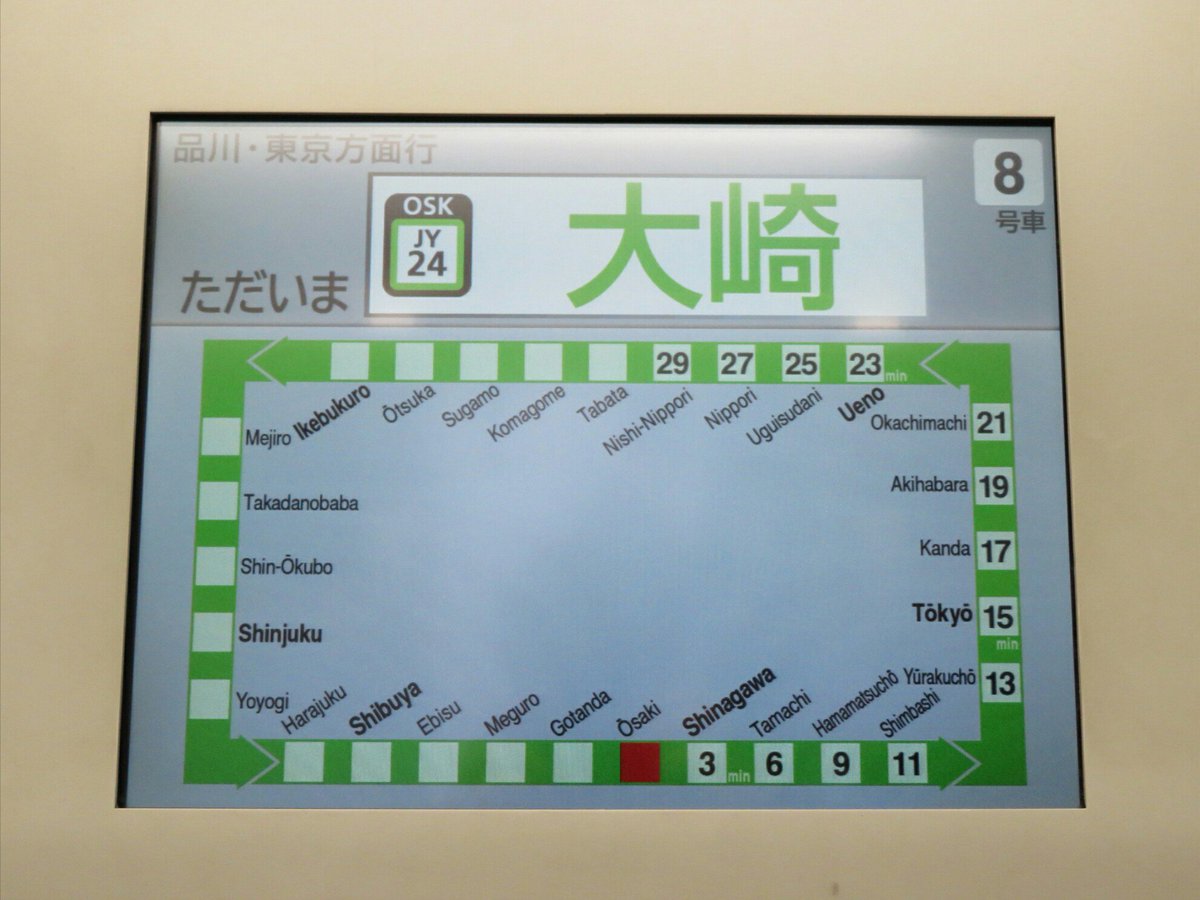 品川・東京方面行
8
号車
ただいま
OSK
JY
24
大崎
29
27
25
23 min
Ikebukuro
Ōtsuka
Sugamo
Komagome
Tabata
Nishi-Nippori
Nippori
Uguisudani
Ueno
Mejiro
Takadanobaba
Shin-Ōkubo
Shinjuku
Yoyogi
Okachimachi 21
Akihabara 19
Kanda 17
Tōkyō 15 min
Yūrakuchō 13
Harajuku
Shibuya
Ebisu
Meguro
Gotanda
Ōsaki
Shinagawa
Tamachi
Hamamatsuchō
Shimbashi
3 min
6
9
11